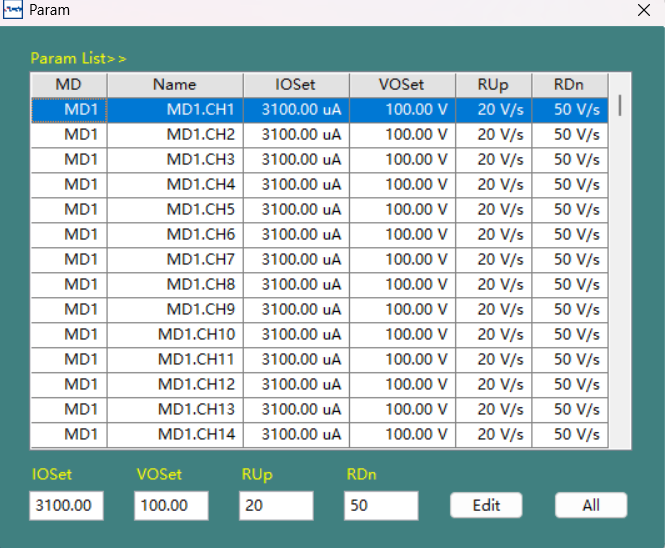 Param
Param List>>
MD Name IOSet VOSet RUp RDn
MD1 MD1.CH1 3100.00 uA 100.00 V 20 V/s 50 V/s
MD1 MD1.CH2 3100.00 uA 100.00 V 20 V/s 50 V/s
MD1 MD1.CH3 3100.00 uA 100.00 V 20 V/s 50 V/s
MD1 MD1.CH4 3100.00 uA 100.00 V 20 V/s 50 V/s
MD1 MD1.CH5 3100.00 uA 100.00 V 20 V/s 50 V/s
MD1 MD1.CH6 3100.00 uA 100.00 V 20 V/s 50 V/s
MD1 MD1.CH7 3100.00 uA 100.00 V 20 V/s 50 V/s
MD1 MD1.CH8 3100.00 uA 100.00 V 20 V/s 50 V/s
MD1 MD1.CH9 3100.00 uA 100.00 V 20 V/s 50 V/s
MD1 MD1.CH10 3100.00 uA 100.00 V 20 V/s 50 V/s
MD1 MD1.CH11 3100.00 uA 100.00 V 20 V/s 50 V/s
MD1 MD1.CH12 3100.00 uA 100.00 V 20 V/s 50 V/s
MD1 MD1.CH13 3100.00 uA 100.00 V 20 V/s 50 V/s
MD1 MD1.CH14 3100.00 uA 100.00 V 20 V/s 50 V/s
IOSet VOSet RUp RDn
3100.00 100.00 20 50 Edit All